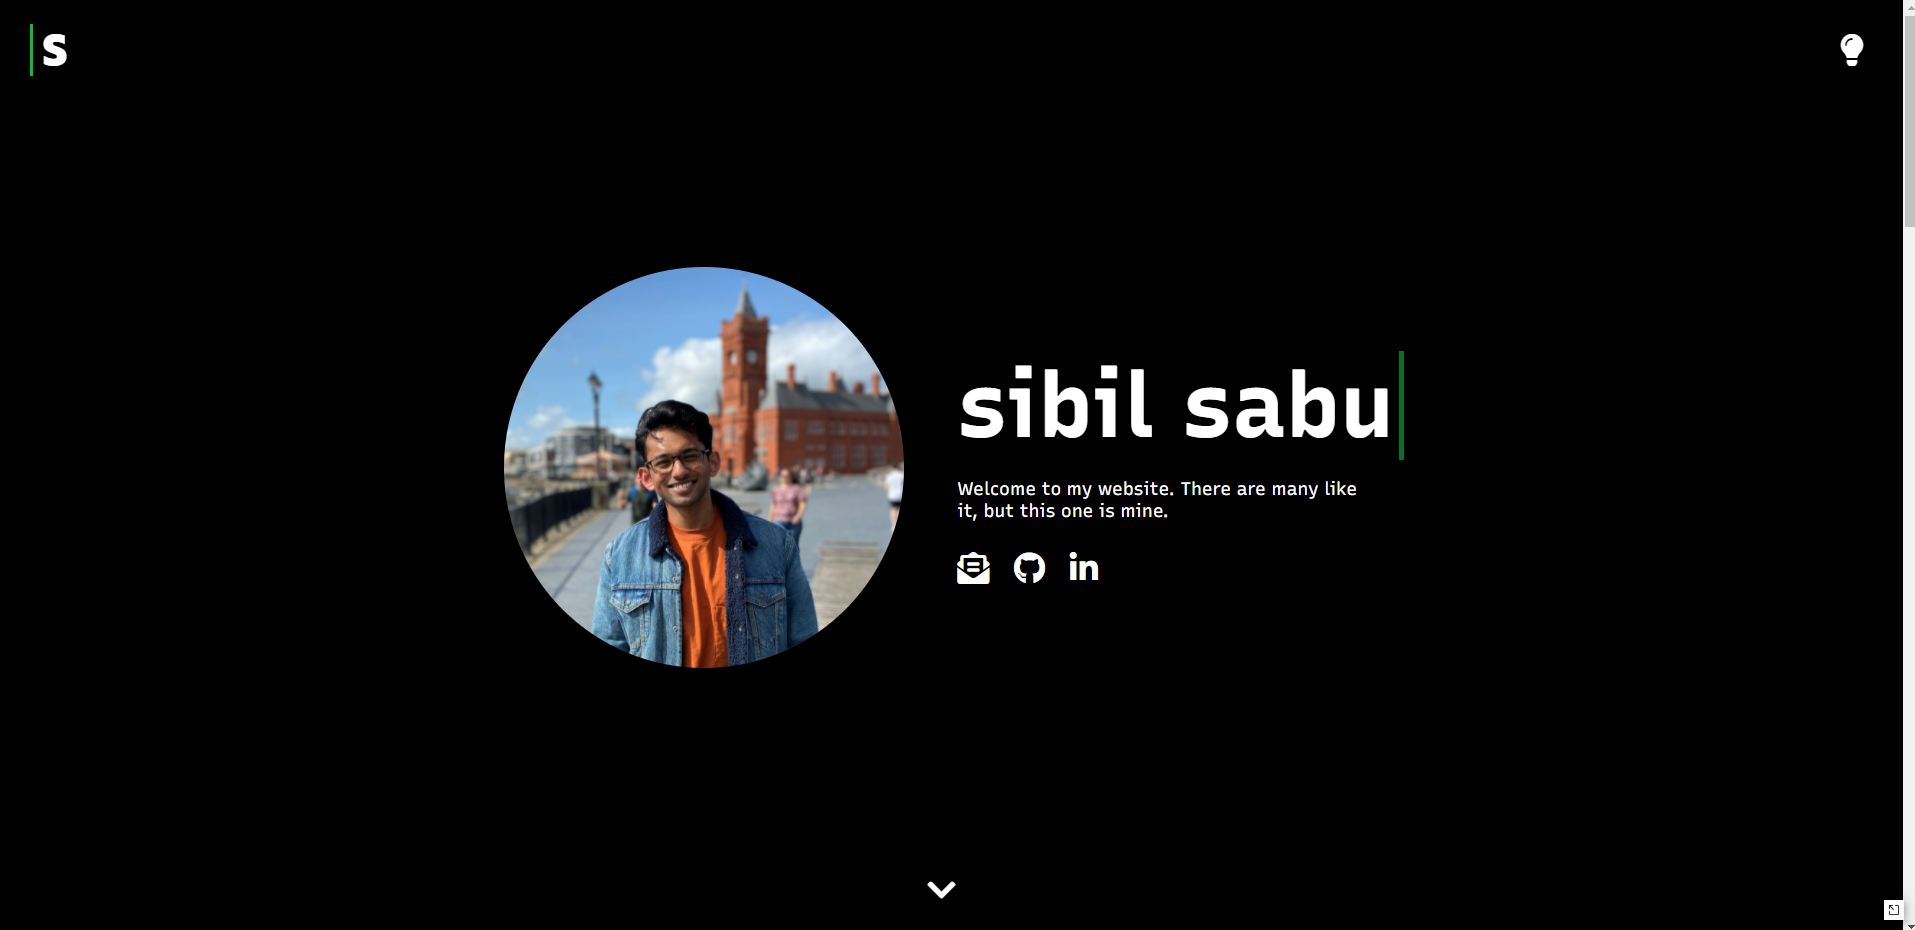 s
sibil sabu
Welcome to my website. There are many like
it, but this one is mine.
in